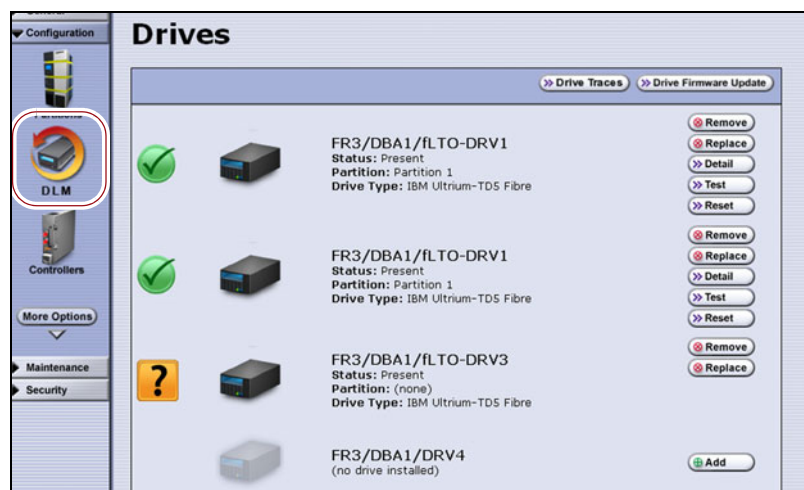 Configuration
DLM
Controllers
More Options
Maintenance
Security
Drives
Drive Traces
Drive Firmware Update
FR3/DBA1/fLTO-DRV1
Status: Present
Partition: Partition 1
Drive Type: IBM Ultrium-TD5 Fibre
Remove
Replace
Detail
Test
Reset
FR3/DBA1/fLTO-DRV1
Status: Present
Partition: Partition 1
Drive Type: IBM Ultrium-TD5 Fibre
Remove
Replace
Detail
Test
Reset
?
FR3/DBA1/fLTO-DRV3
Status: Present
Partition: (none)
Drive Type: IBM Ultrium-TD5 Fibre
Remove
Replace
FR3/DBA1/DRV4
(no drive installed)
Add